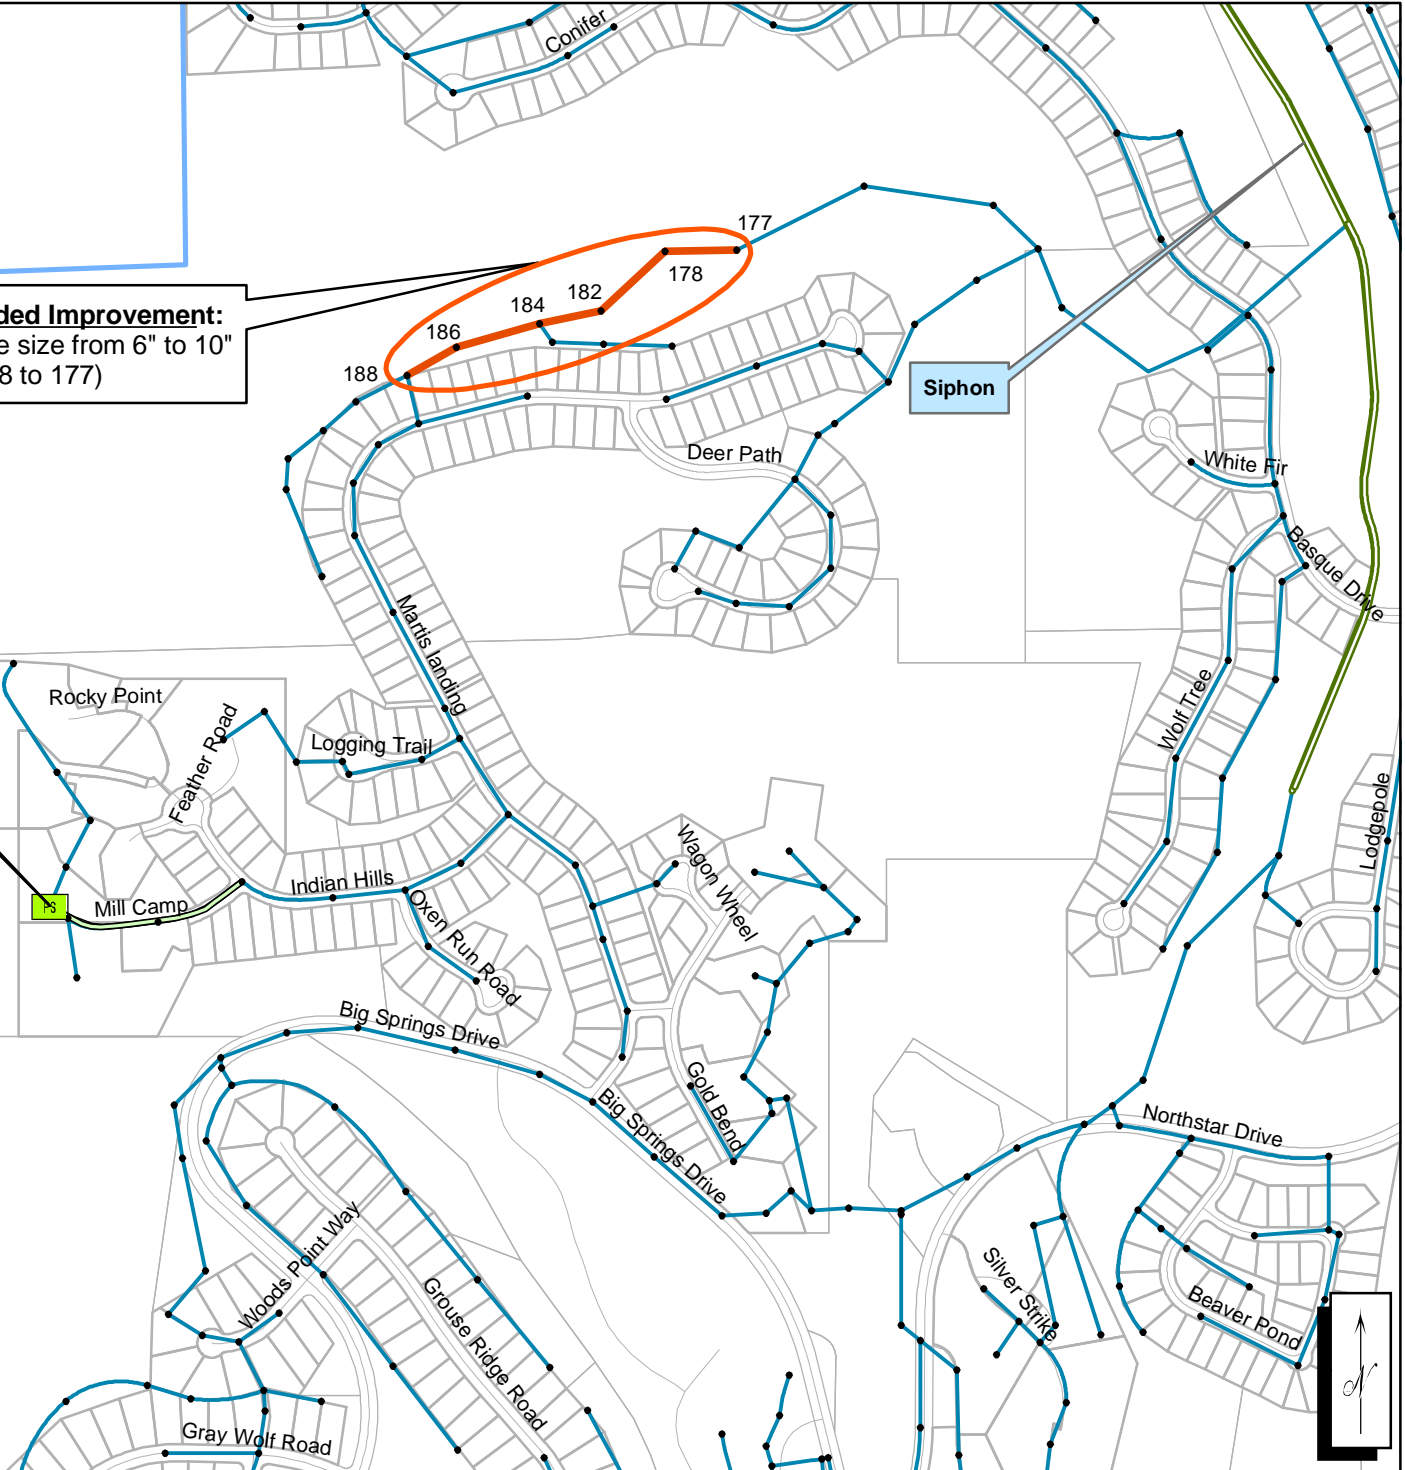 Conifer
177
178
182
184
186
188
ded Improvement:
e size from 6" to 10"
8 to 177)
Siphon
Deer Path
White Fir
Basque Drive
Martis landing
Wolf Tree
Rocky Point
Feather Road
Logging Trail
Lodgepole
Wagon Wheel
Indian Hills
Mill Camp
PS
Oxen Run Road
Big Springs Drive
Gold Bend
Big Springs Drive
Northstar Drive
Woods Point Way
Silver Strike
Grouse Ridge Road
Beaver Pond
N
Gray Wolf Road